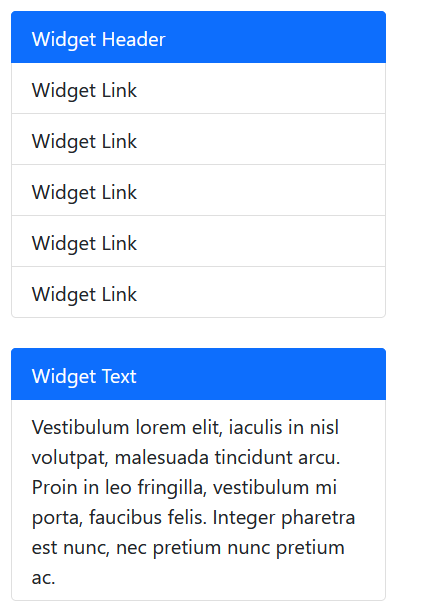 Widget Header
Widget Link
Widget Link
Widget Link
Widget Link
Widget Link
Widget Text
Vestibulum lorem elit, iaculis in nisl
volutpat, malesuada tincidunt arcu.
Proin in leo fringilla, vestibulum mi
porta, faucibus felis. Integer pharetra
est nunc, nec pretium nunc pretium
ac.